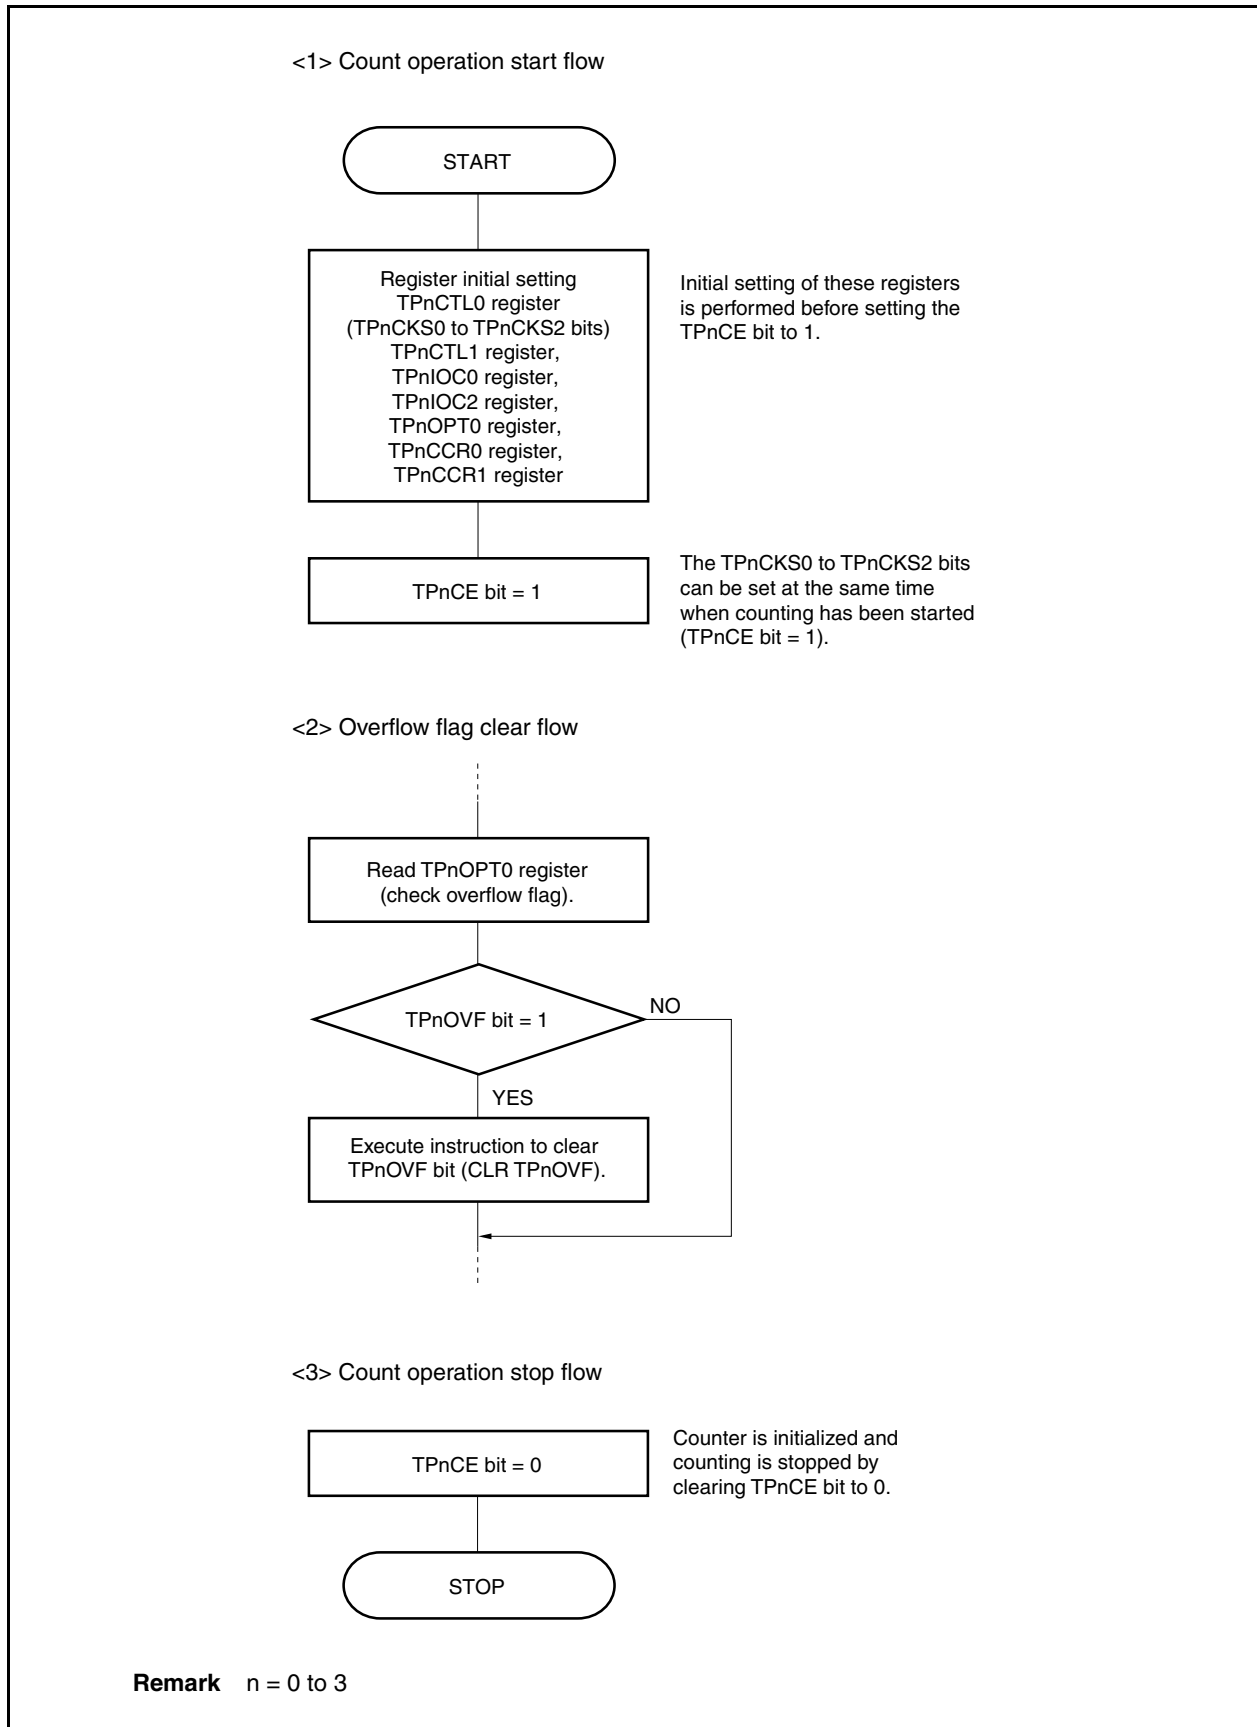 <1> Count operation start flow
START
Register initial setting
TPnCTL0 register
(TPnCKS0 to TPnCKS2 bits)
TPnCTL1 register,
TPnIOC0 register,
TPnIOC2 register,
TPnOPT0 register,
TPnCCR0 register,
TPnCCR1 register
Initial setting of these registers
is performed before setting the
TPnCE bit to 1.
TPnCE bit = 1
The TPnCKS0 to TPnCKS2 bits
can be set at the same time
when counting has been started
(TPnCE bit = 1).
<2> Overflow flag clear flow
Read TPnOPT0 register
(check overflow flag).
TPnOVF bit = 1
NO
YES
Execute instruction to clear
TPnOVF bit (CLR TPnOVF).
<3> Count operation stop flow
TPnCE bit = 0
Counter is initialized and
counting is stopped by
clearing TPnCE bit to 0.
STOP
Remark n = 0 to 3